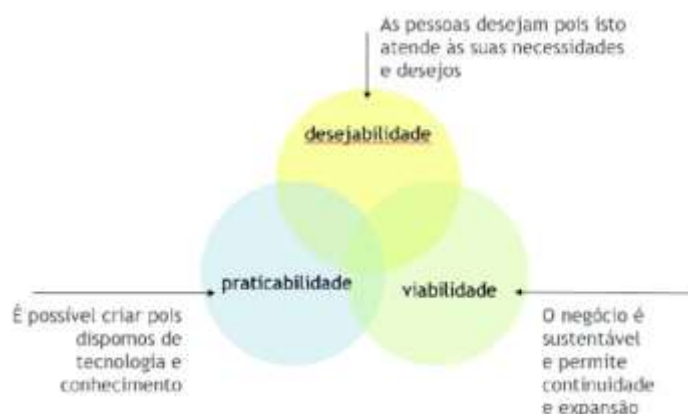 As pessoas desejam pois isto
atende às suas necessidades
e desejos
desejabilidade
praticabilidade
viabilidade
É possível criar pois
dispomos de
tecnologia e
conhecimento
O negócio é
sustentável
e permite
continuidade
e expansão